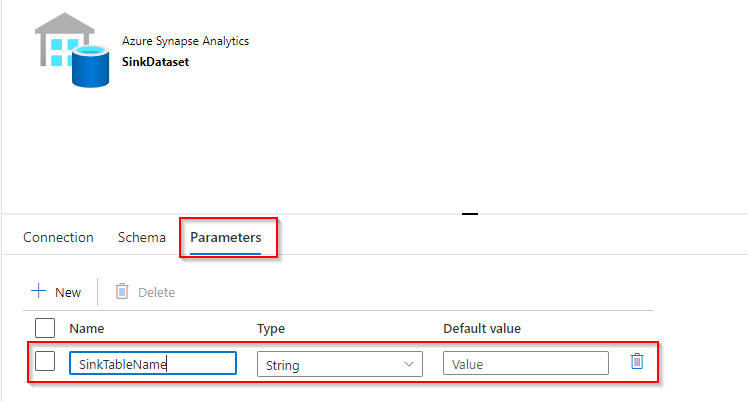 Azure Synapse Analytics
SinkDataset
Connection Schema Parameters
New Delete
Name Type Default value
SinkTableName String Value